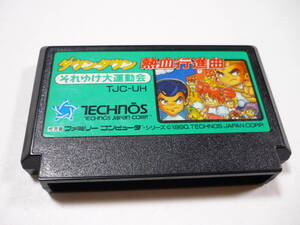 ダウンタウン 熱血行進曲
それゆけ大運動会
TJC-UH
TECHNŌS
TECHNOS JAPAN CORP.
ファミリー コンピュータ・シリーズ ©1990. TECHNOS JAPAN CORP.